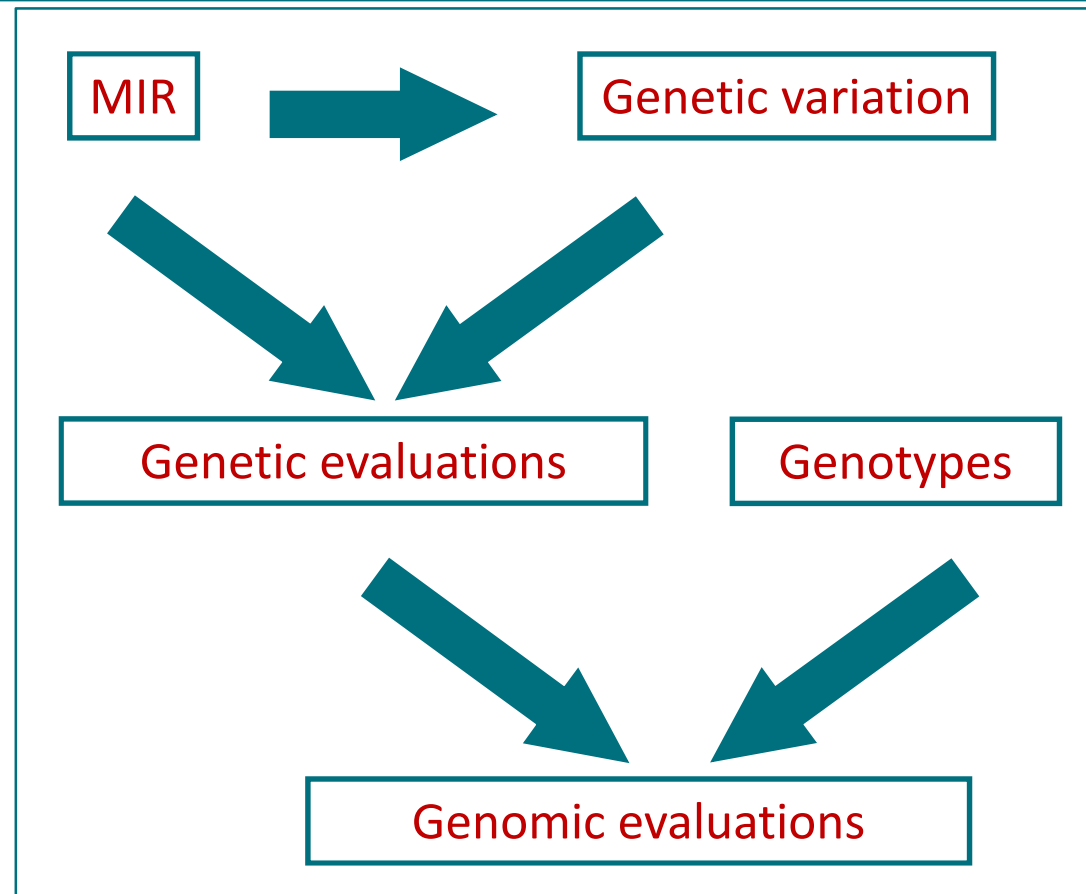 MIR
Genetic variation
Genetic evaluations
Genotypes
Genomic evaluations